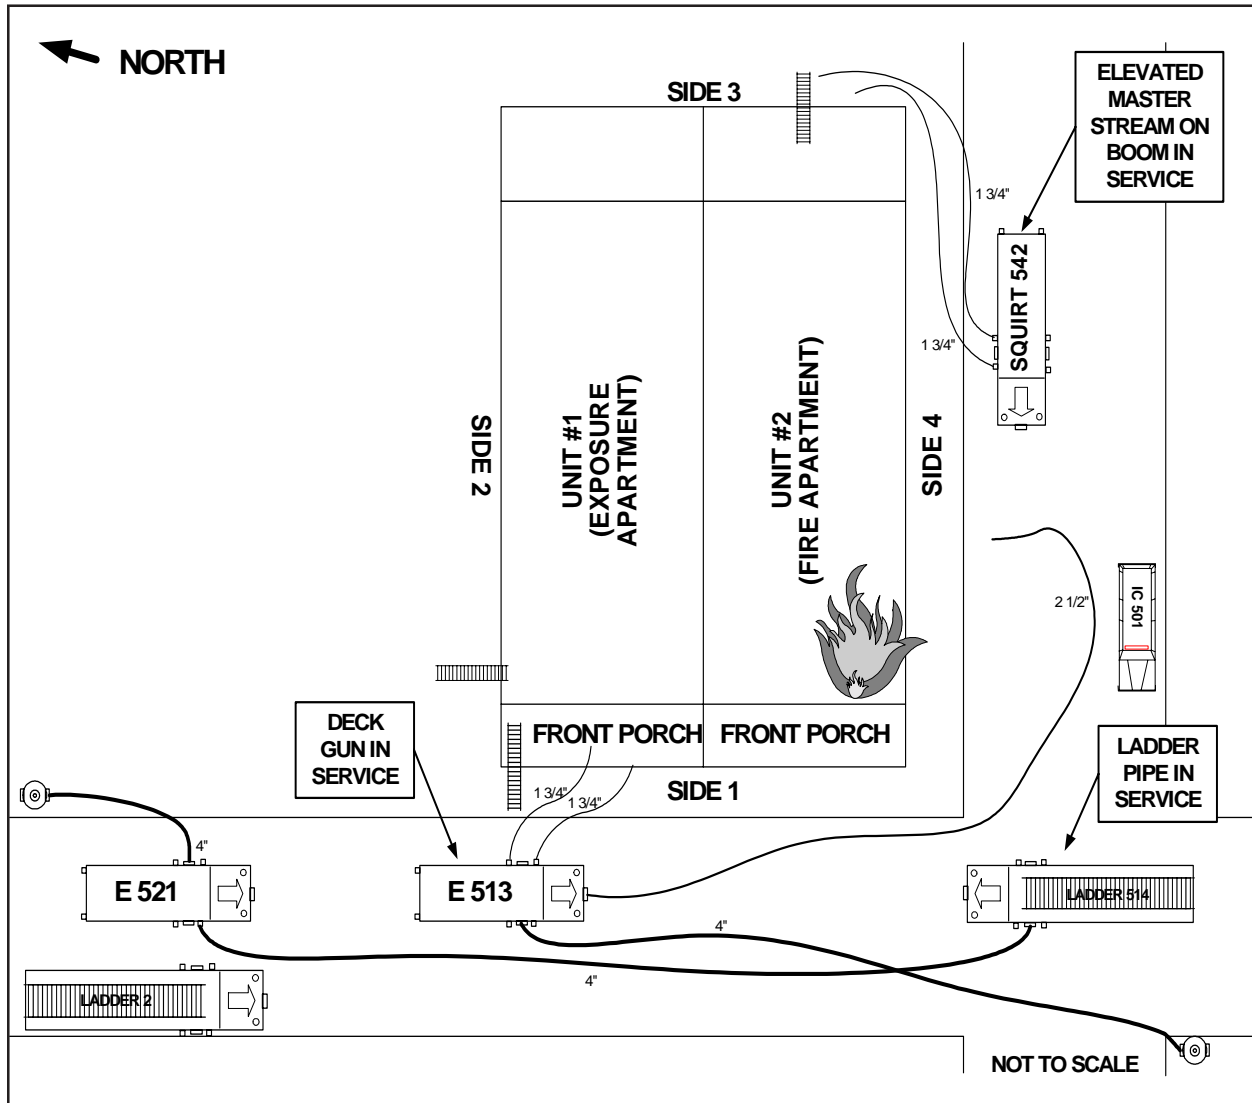 NORTH
SIDE 3
ELEVATED
MASTER
STREAM ON
BOOM IN
SERVICE
1 3/4"
SQUIRT 542
1 3/4"
SIDE 2
UNIT #1
(EXPOSURE
APARTMENT)
UNIT #2
(FIRE APARTMENT)
SIDE 4
2 1/2"
IC 501
DECK
GUN IN
SERVICE
FRONT PORCH
FRONT PORCH
LADDER
PIPE IN
SERVICE
1 3/4"
1 3/4"
SIDE 1
4"
E 521
E 513
LADDER 514
4"
4"
LADDER 2
NOT TO SCALE